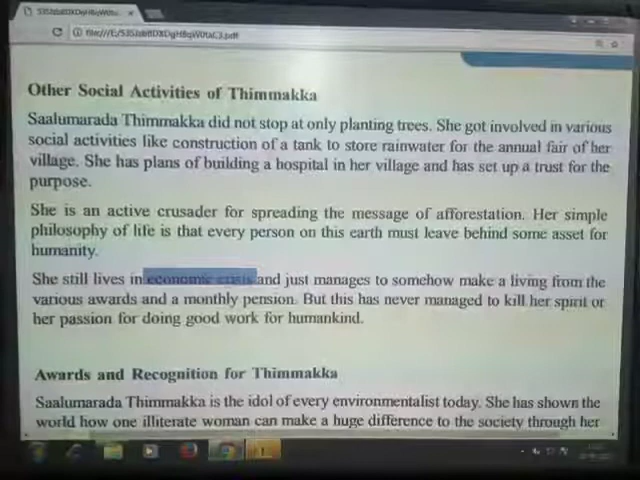 Other Social Activities of Thimmakka
Saalumarada Thimmakka did not stop at only planting trees. She got involved in various
social activities like construction of a tank to store rainwater for the annual fair of her
village. She has plans of building a hospital in her village and has set up a trust for the
purpose.
She is an active crusader for spreading the message of afforestation. Her simple
philosophy of life is that every person on this earth must leave behind some asset for
humanity.
She still lives in economic crisis and just manages to somehow make a living from the
various awards and a monthly pension. But this has never managed to kill her spirit or
her passion for doing good work for humankind.
Awards and Recognition for Thimmakka
Saalumarada Thimmakka is the idol of every environmentalist today. She has shown the
world how one illiterate woman can make a huge difference to the society through her